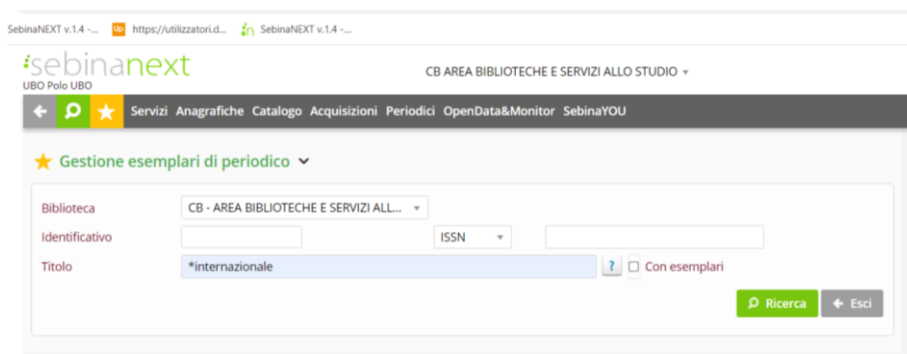 SebinaNEXT v.1.4 -... Up https://utilizzatori.d... SebinaNEXT v.1.4 -...
sebinanext
UBO Polo UBO
CB AREA BIBLIOTECHE E SERVIZI ALLO STUDIO
Servizi Anagrafiche Catalogo Acquisizioni Periodici OpenData&Monitor SebinaYOU
Gestione esemplari di periodico
Biblioteca CB - AREA BIBLIOTECHE E SERVIZI ALL...
Identificativo ISSN
Titolo *internazionale ? Con esemplari
Ricerca Esci